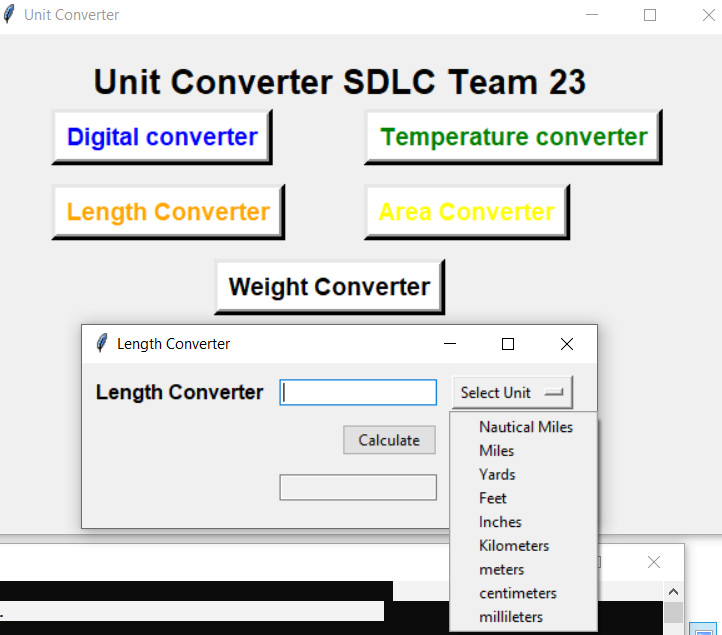 Unit Converter
Unit Converter SDLC Team 23
Digital converter
Temperature converter
Length Converter
Area Converter
Weight Converter
Length Converter
Length Converter
Select Unit
Calculate
Nautical Miles
Miles
Yards
Feet
Inches
Kilometers
meters
centimeters
millileters
.